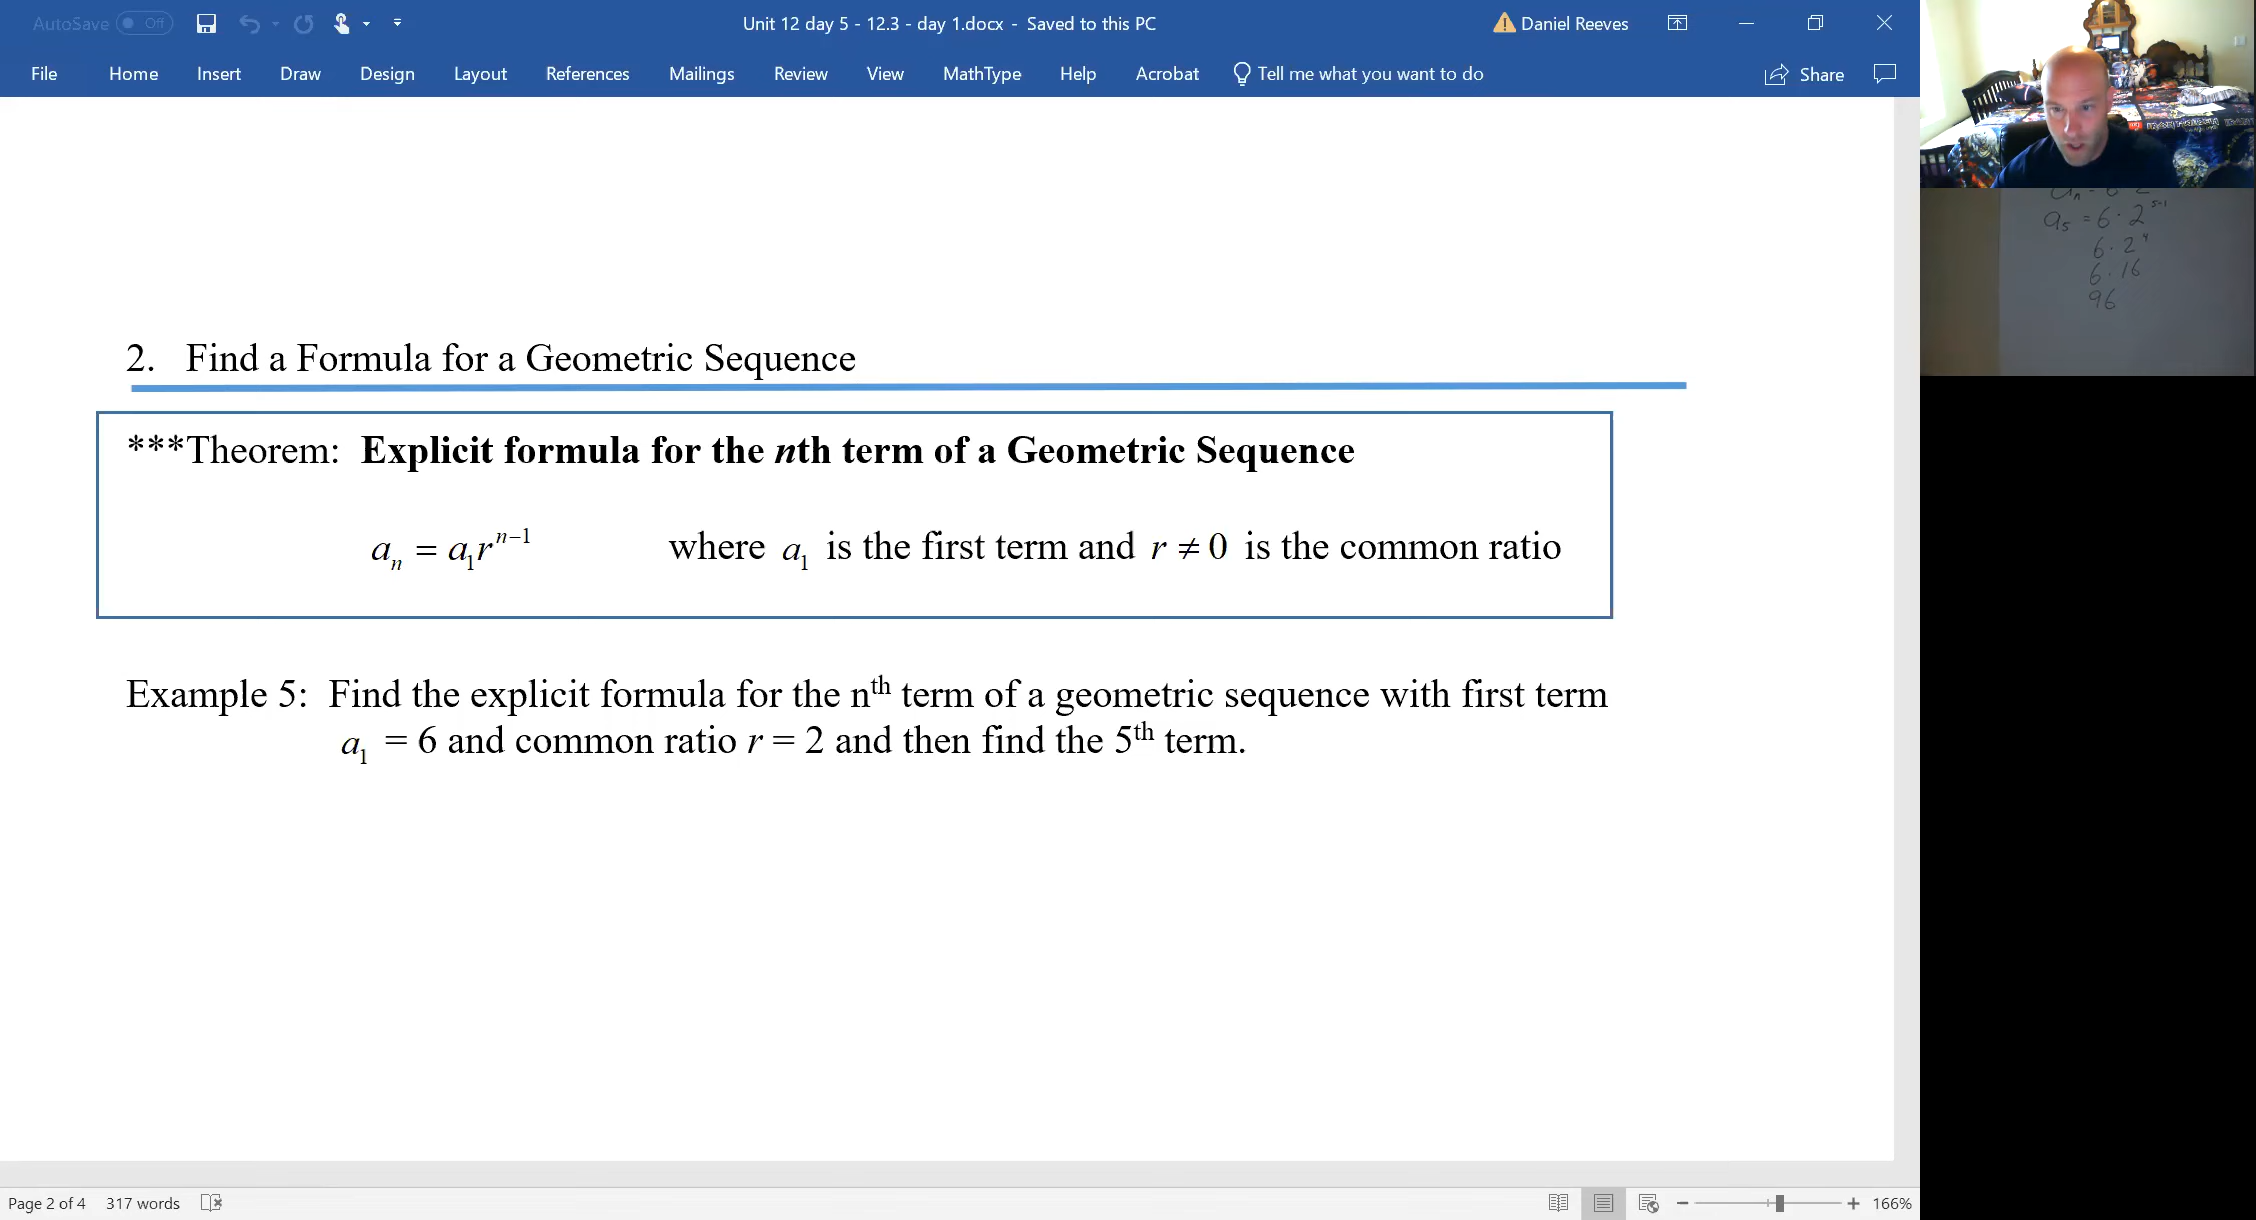 AutoSave Off Unit 12 day 5 - 12.3 - day 1.docx - Saved to this PC Daniel Reeves
File Home Insert Draw Design Layout References Mailings Review View MathType Help Acrobat Tell me what you want to do Share
2. Find a Formula for a Geometric Sequence
***Theorem: Explicit formula for the nth term of a Geometric Sequence
aₙ = a₁rⁿ⁻¹ where a₁ is the first term and r ≠ 0 is the common ratio
Example 5: Find the explicit formula for the nᵗʰ term of a geometric sequence with first term
a₁ = 6 and common ratio r = 2 and then find the 5ᵗʰ term.
a₅ = 6 · 2⁵⁻¹
6 · 2⁴
6 · 16
96
Page 2 of 4 317 words 166%